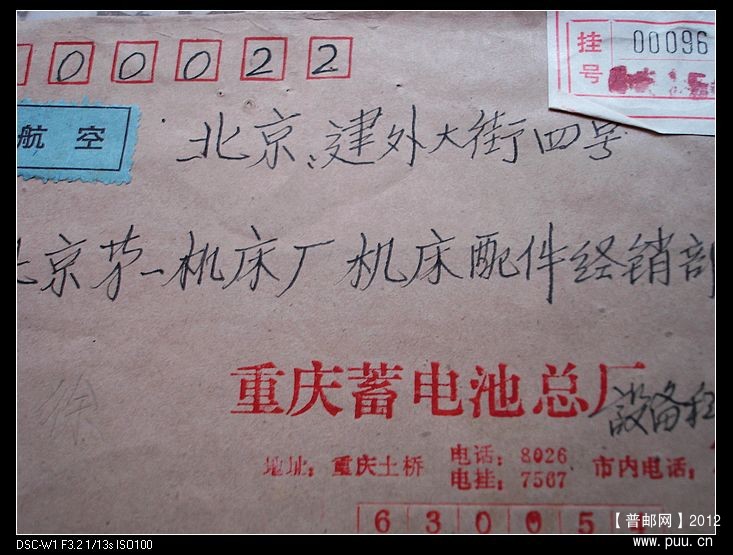 00022
挂号 00096
航空
北京:建外大街四号
北京第一机床厂机床配件经销部
重庆蓄电池总厂
设备科
地址:重庆土桥 电话:8026 市内电话:
电挂:7567
63005
【普邮网】2012
www.puu.cn
DSC-W1 F3.2 1/13s ISO100